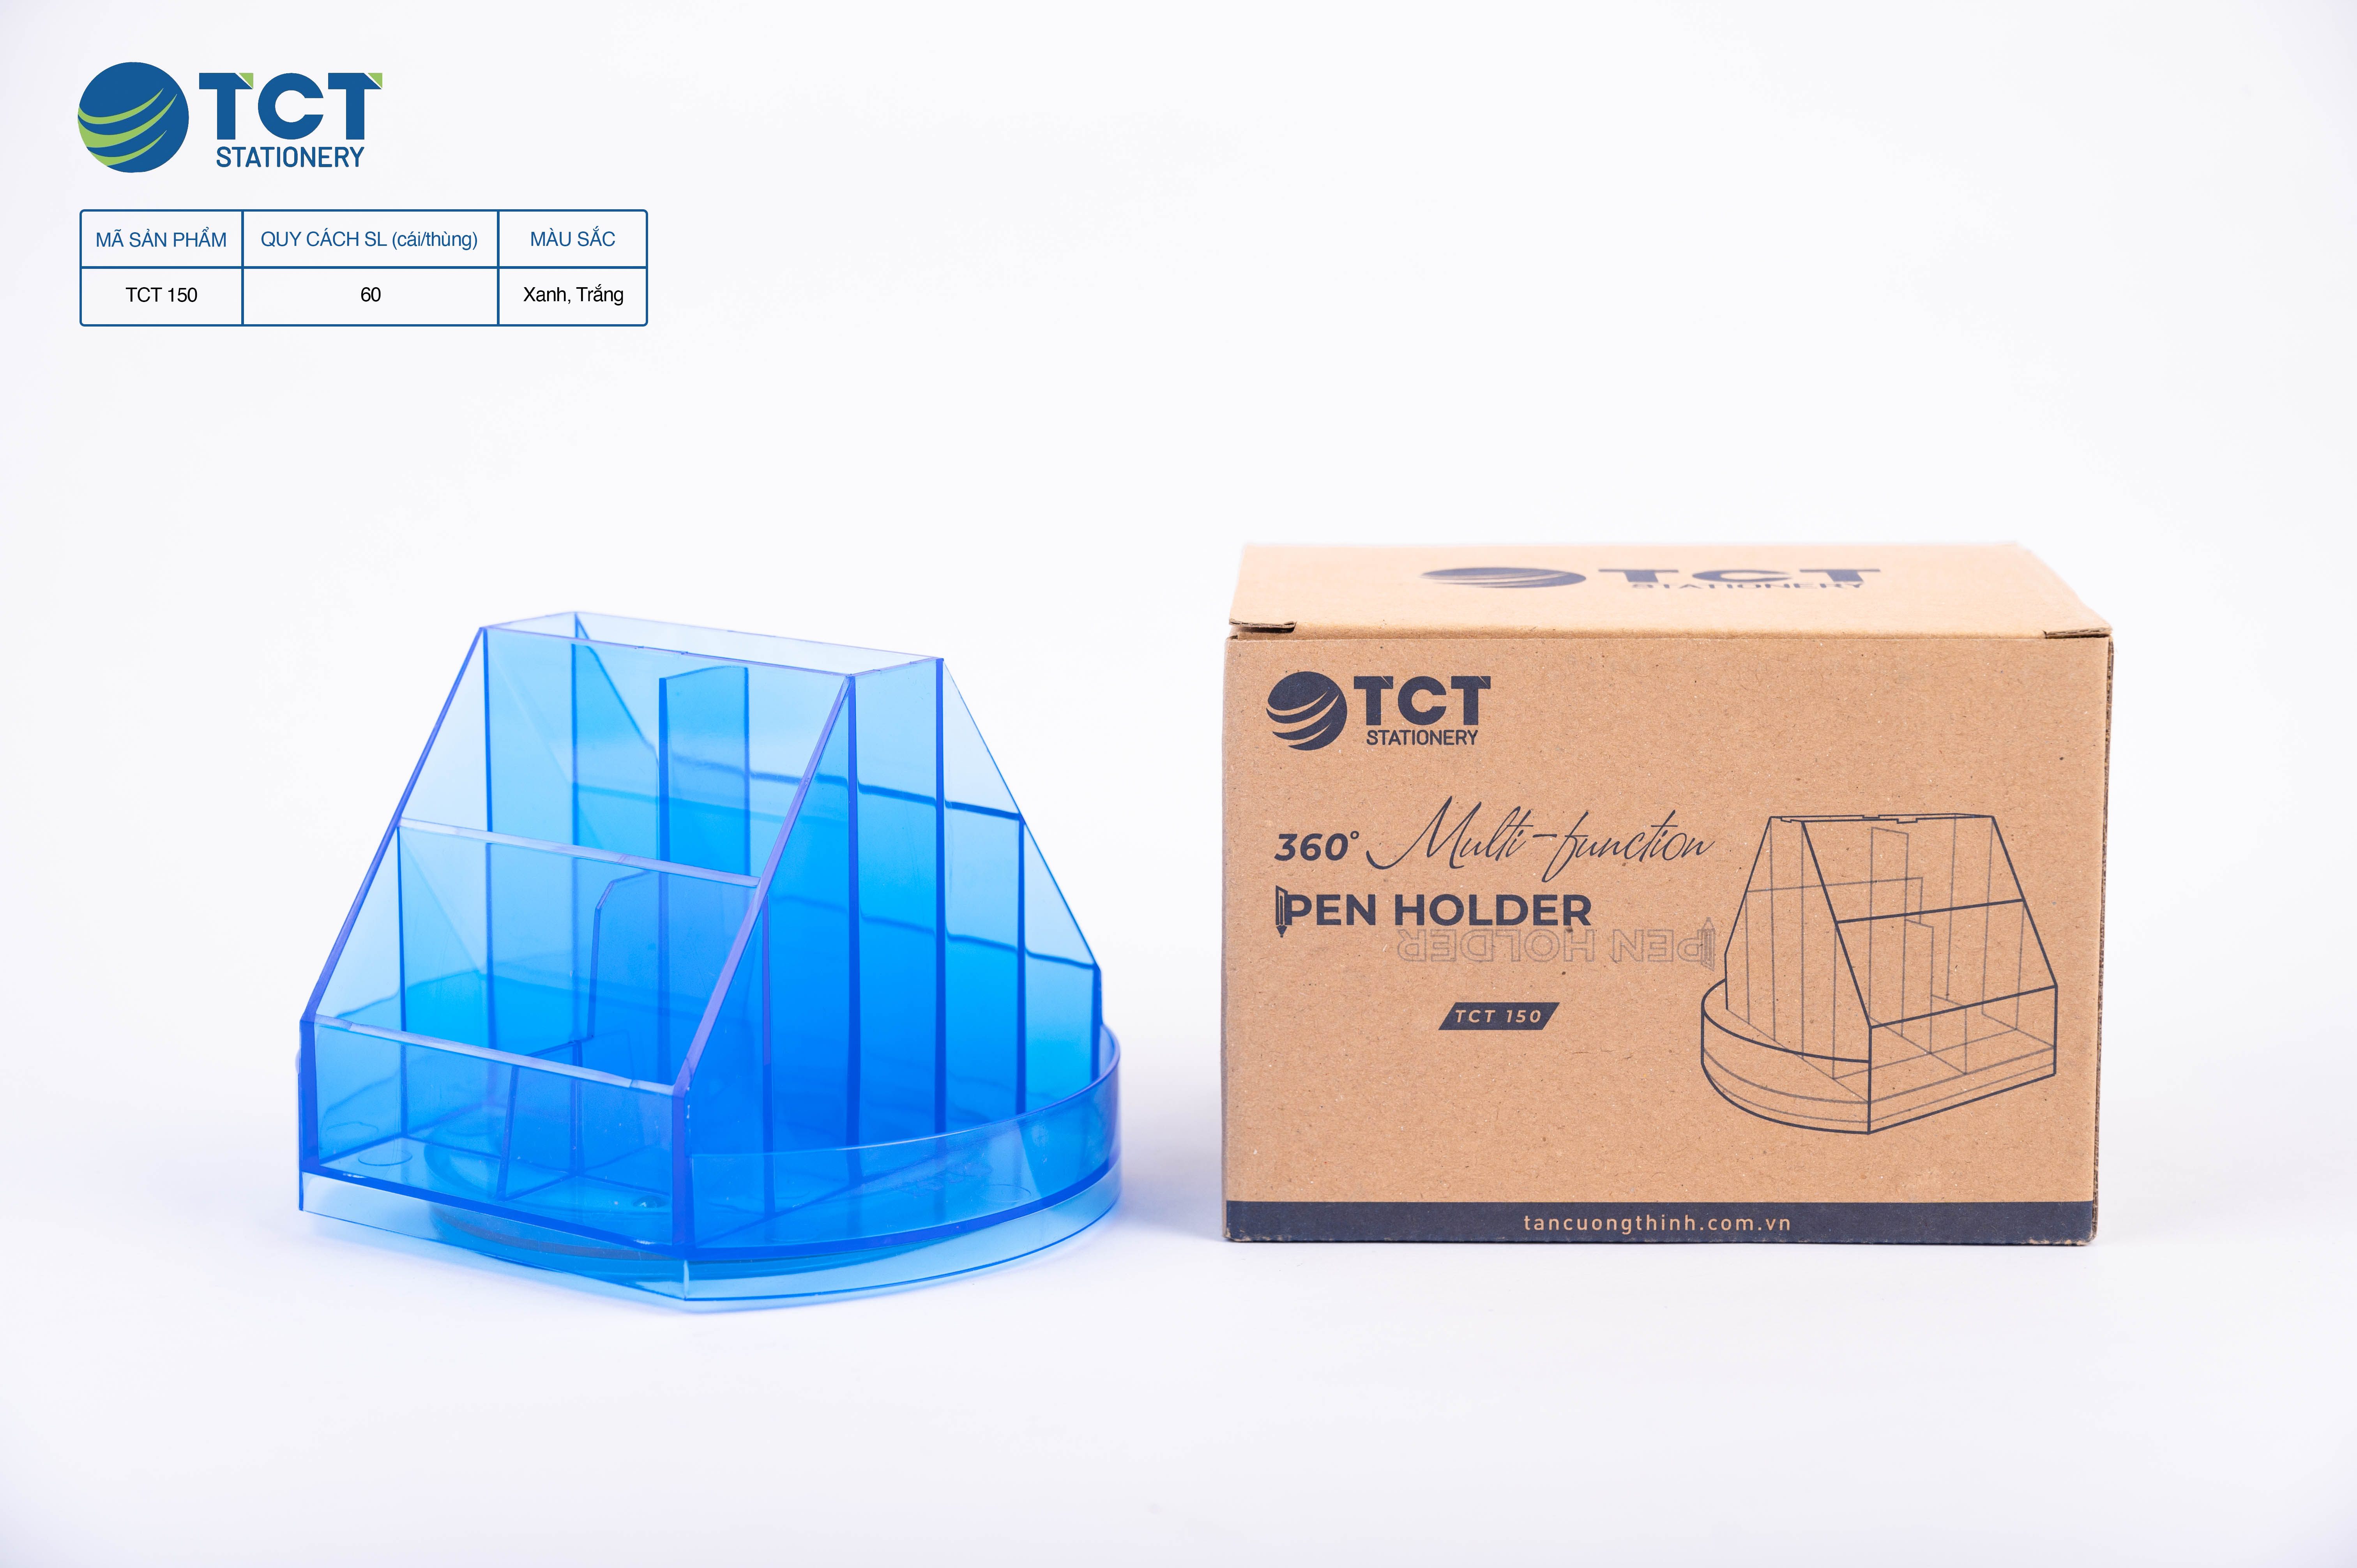 TCT
STATIONERY
MÃ SẢN PHẨM QUY CÁCH SL (cái/thùng) MÀU SẮC
TCT 150 60 Xanh, Trắng
TCT
STATIONERY
TCT
STATIONERY
360° Multi-function
PEN HOLDER
PEN HOLDER
TCT 150
tancuongthinh.com.vn